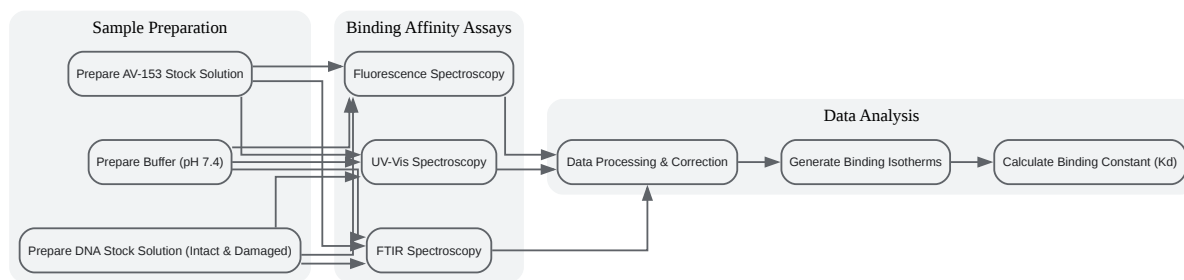 Sample Preparation
Prepare AV-153 Stock Solution
Prepare Buffer (pH 7.4)
Prepare DNA Stock Solution (Intact & Damaged)
Binding Affinity Assays
Fluorescence Spectroscopy
UV-Vis Spectroscopy
FTIR Spectroscopy
Data Analysis
Data Processing & Correction
Generate Binding Isotherms
Calculate Binding Constant (Kd)